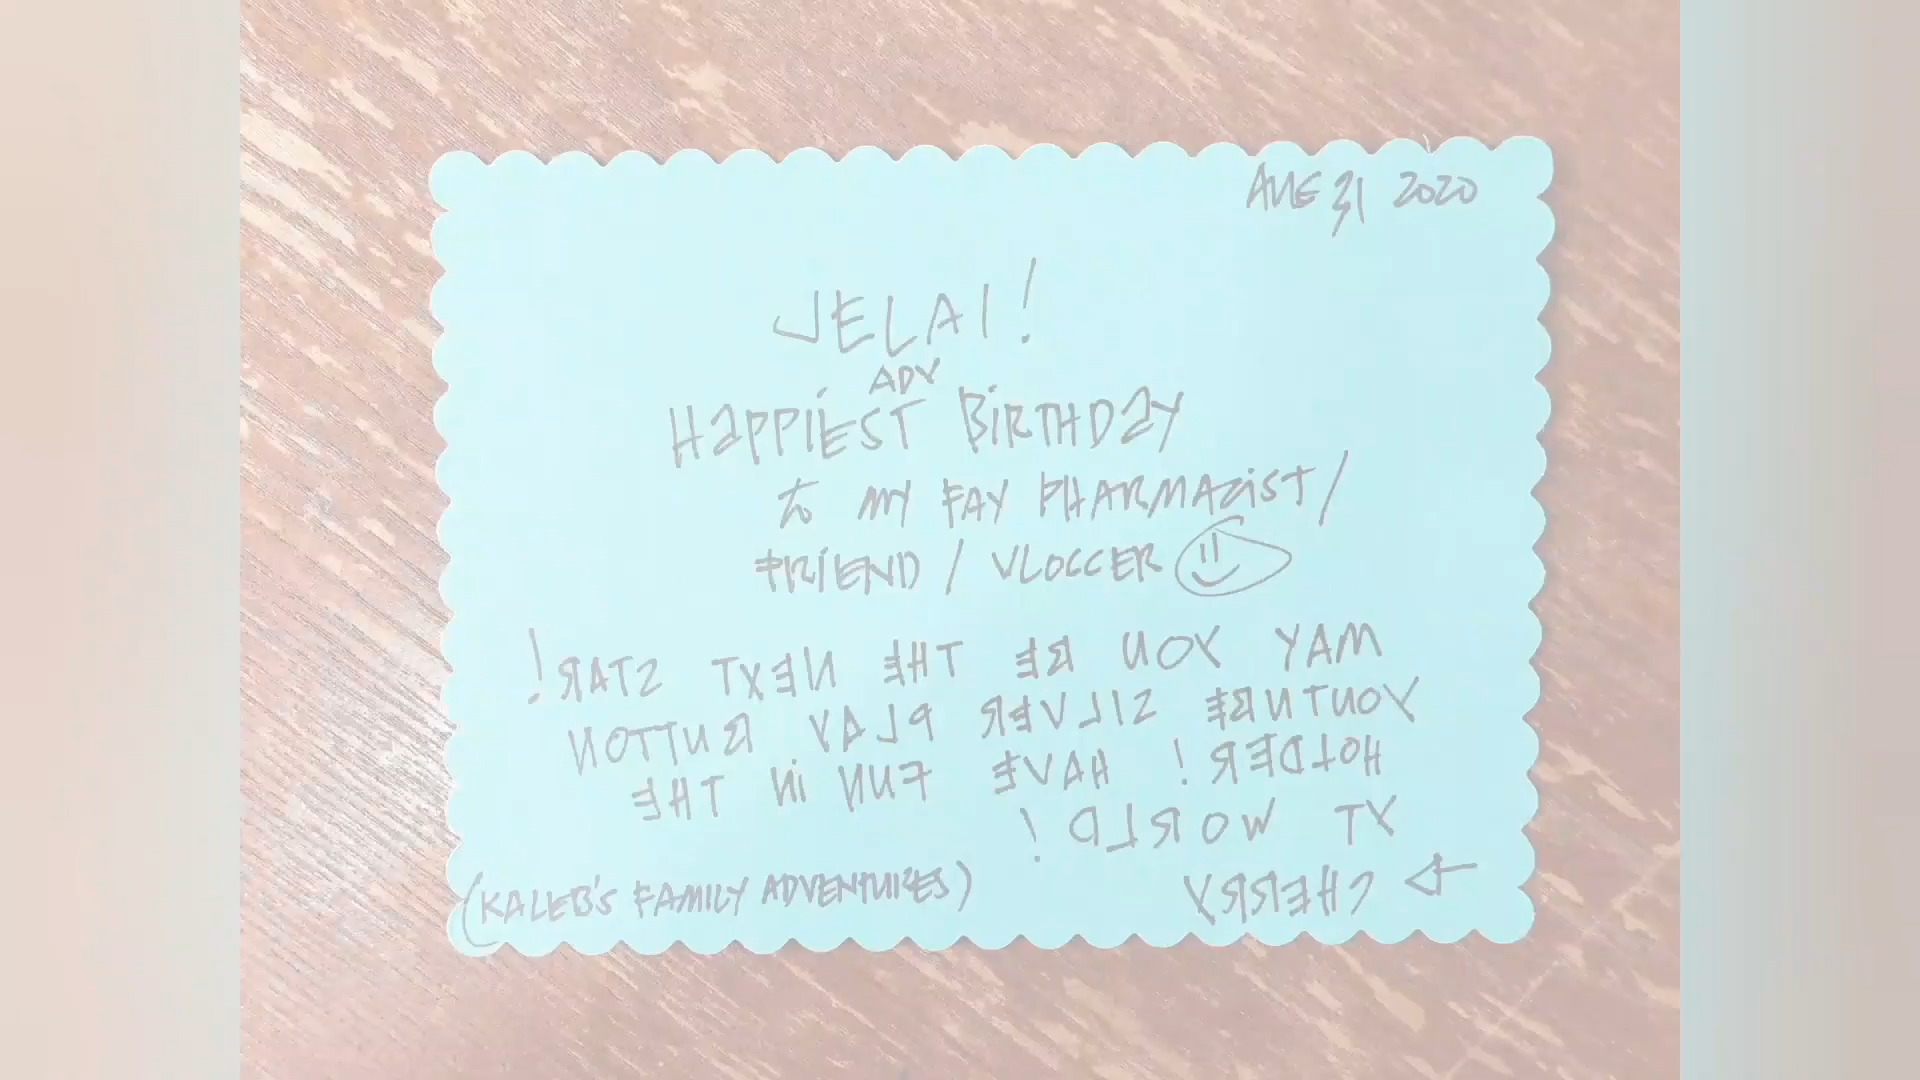 AUG 31 2020
JELAI!
ADV
HAPPIEST BIRTHDAY
to MY FAV PHARMACIST/
FRIEND / VLOGGER
MAY YOU BE THE NEXT STAR!
YOUTUBE SILVER PLAY BUTTON
HOLDER! HAVE FUN iN THE
YT WORLD!
CHERRY
(KALEB'S FAMILY ADVENTURES)